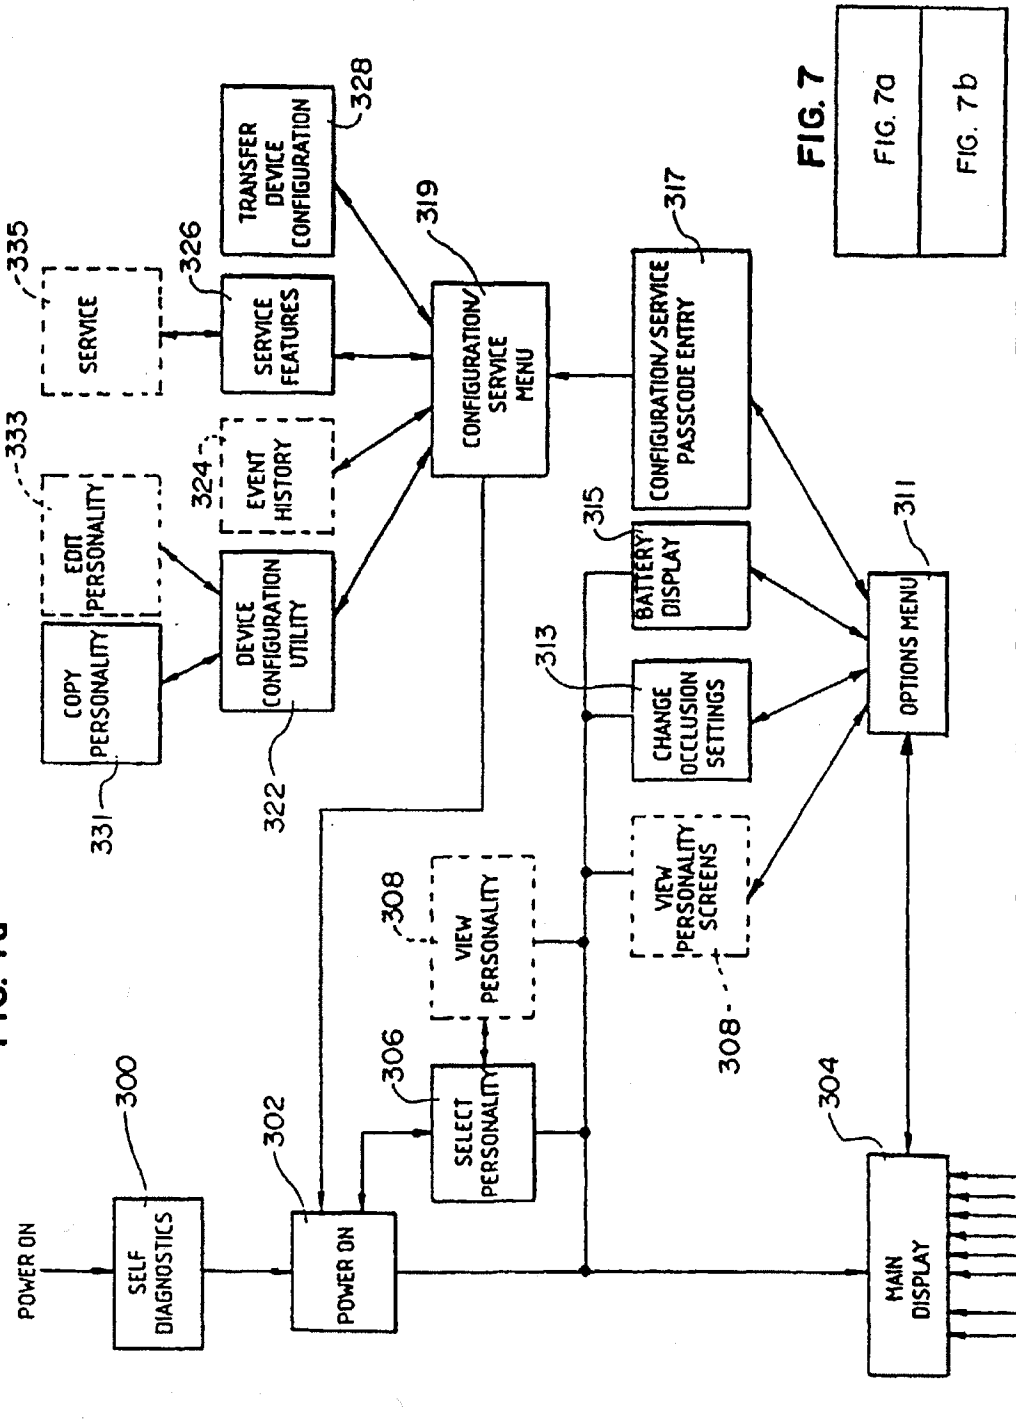 FIG. 7a
POWER ON
300
SELF
DIAGNOSTICS
302
POWER ON
304
MAIN
DISPLAY
306
SELECT
PERSONALITY
308
VIEW
PERSONALITY
308
VIEW
PERSONALITY
SCREENS
313
CHANGE
OCCLUSION
SETTINGS
315
BATTERY
DISPLAY
317
CONFIGURATION/SERVICE
PASSCODE ENTRY
311
OPTIONS MENU
319
CONFIGURATION/
SERVICE
MENU
322
DEVICE
CONFIGURATION
UTILITY
324
EVENT
HISTORY
326
SERVICE
FEATURES
328
TRANSFER
DEVICE
CONFIGURATION
331
COPY
PERSONALITY
333
EDIT
PERSONALITY
335
SERVICE
FIG. 7
FIG. 7a
FIG. 7b